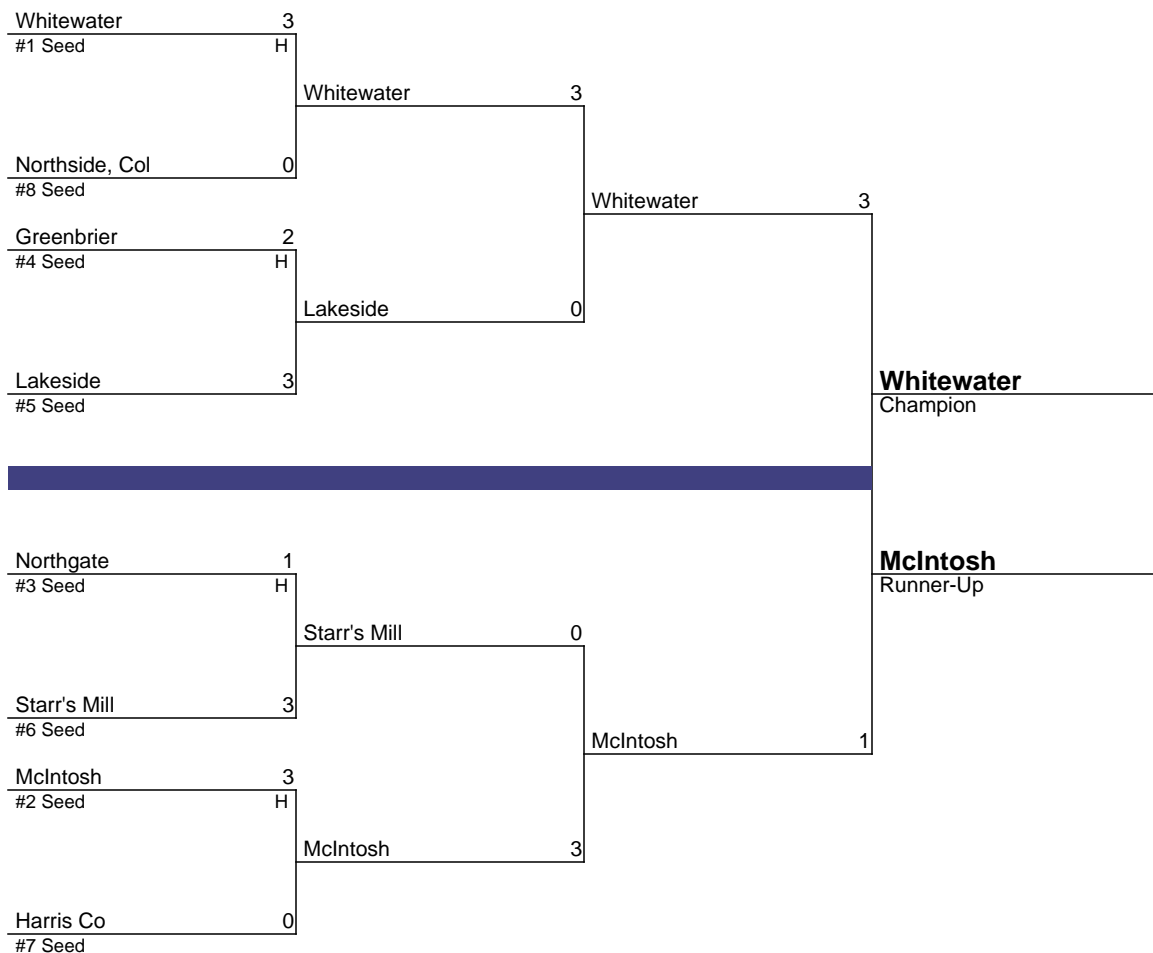 Whitewater 3
#1 Seed H
Whitewater 3
Northside, Col 0
#8 Seed
Whitewater 3
Greenbrier 2
#4 Seed H
Lakeside 0
Lakeside 3
#5 Seed
Whitewater
Champion
Northgate 1
#3 Seed H
McIntosh
Runner-Up
Starr's Mill 0
Starr's Mill 3
#6 Seed
McIntosh 1
McIntosh 3
#2 Seed H
McIntosh 3
Harris Co 0
#7 Seed